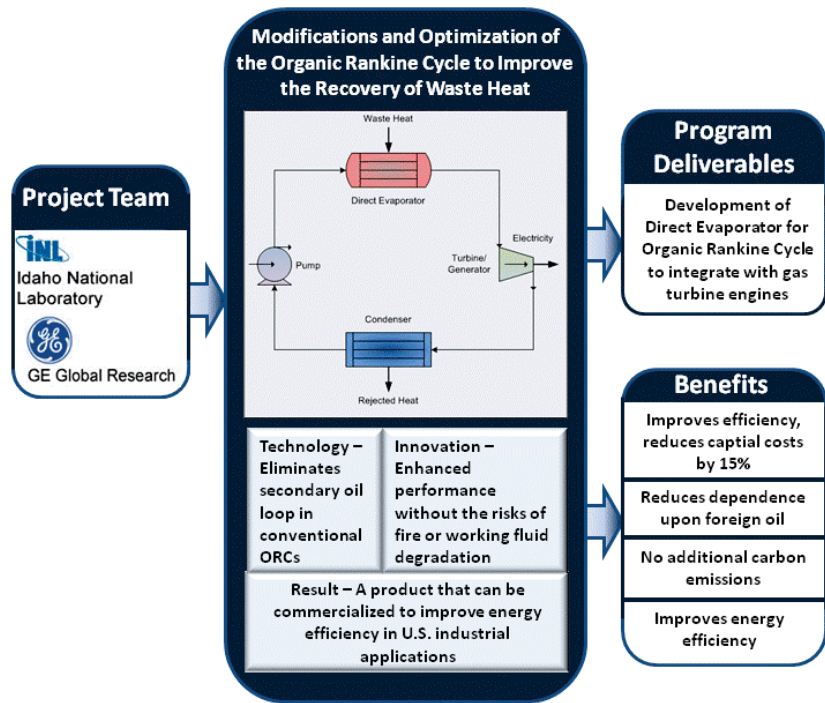 Project Team
INL
Idaho National
Laboratory
GE
GE Global Research
Modifications and Optimization of
the Organic Rankine Cycle to Improve
the Recovery of Waste Heat
Waste Heat
Direct Evaporator
Pump
Electricity
Turbine/
Generator
Condenser
Rejected Heat
Technology –
Eliminates
secondary oil
loop in
conventional
ORCs
Innovation –
Enhanced
performance
without the risks of
fire or working fluid
degradation
Result – A product that can be
commercialized to improve energy
efficiency in U.S. industrial
applications
Program
Deliverables
Development of
Direct Evaporator for
Organic Rankine Cycle
to integrate with gas
turbine engines
Benefits
Improves efficiency,
reduces captial costs
by 15%
Reduces dependence
upon foreign oil
No additional carbon
emissions
Improves energy
efficiency